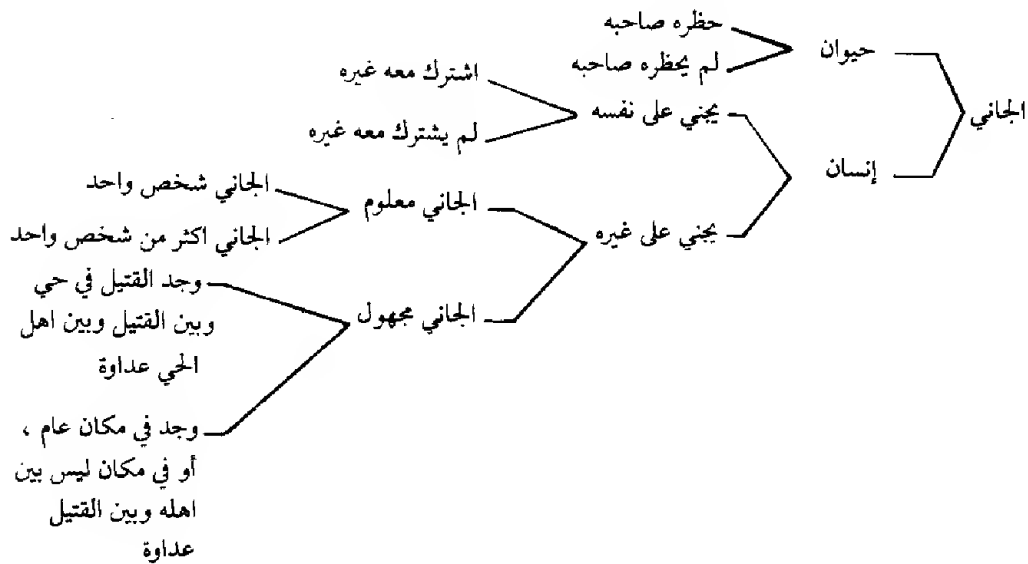 الجاني
حيوان
حظره صاحبه
لم يحظره صاحبه
إنسان
يجني على نفسه
اشترك معه غيره
لم يشترك معه غيره
يجني على غيره
الجاني معلوم
الجاني شخص واحد
الجاني اكثر من شخص واحد
الجاني مجهول
وجد القتيل في حي
وبين القتيل وبين اهل
الحي عداوة
وجد في مكان عام ،
أو في مكان ليس بين
اهله وبين القتيل
عداوة